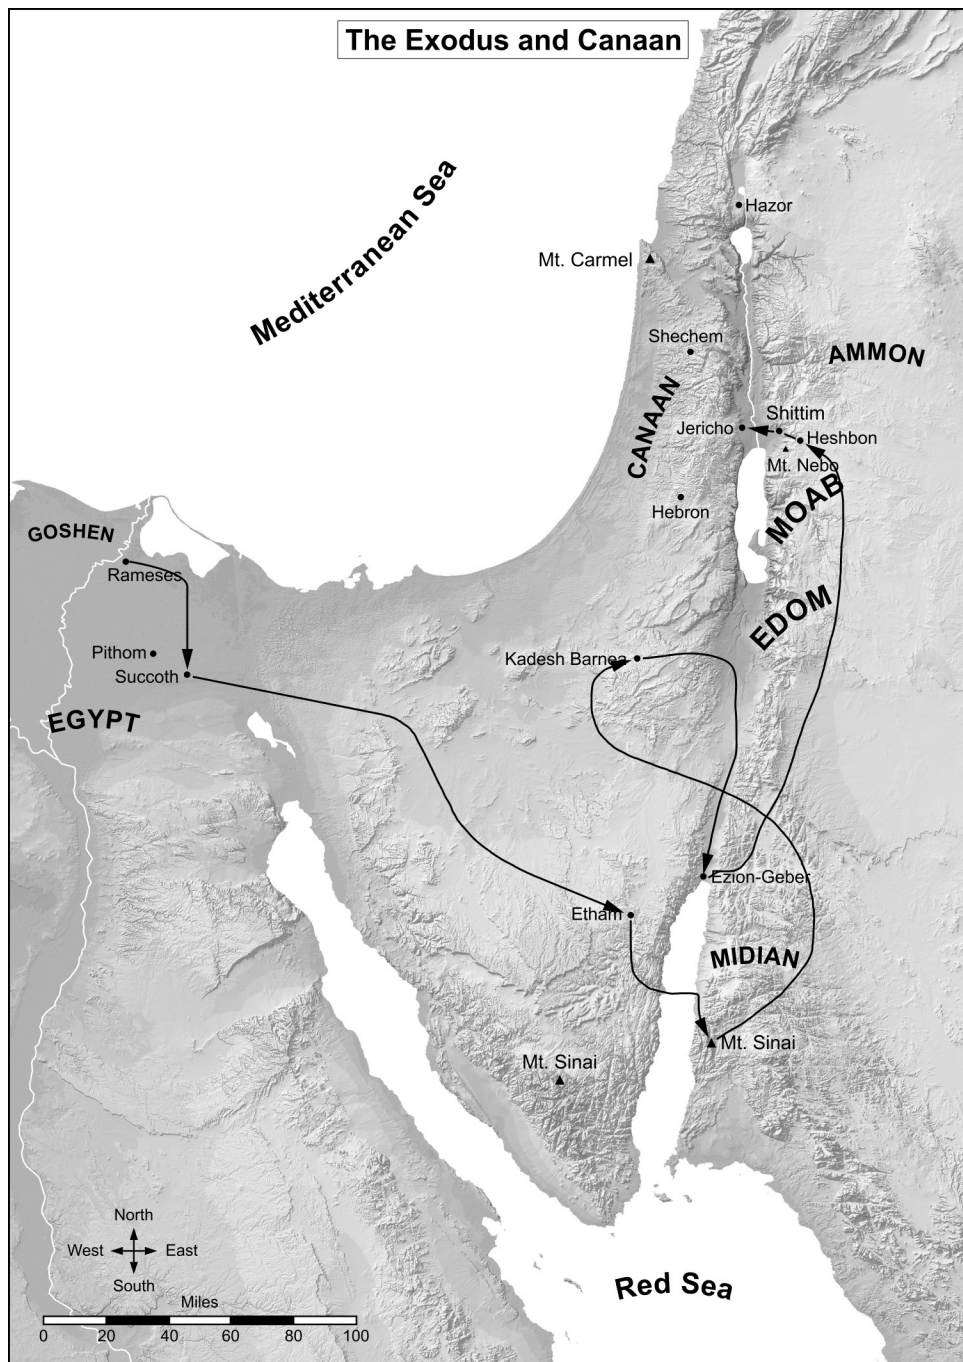 The Exodus and Canaan
Mediterranean Sea
Hazor
Mt. Carmel
Shechem
AMMON
CANAAN
Shittim
Jericho
Heshbon
Mt. Nebo
MOAB
Hebron
GOSHEN
Rameses
EDOM
Pithom
Kadesh Barnea
Succoth
EGYPT
Ezion-Geber
Etham
MIDIAN
Mt. Sinai
Mt. Sinai
North
West East
South
Red Sea
Miles
0 20 40 60 80 100